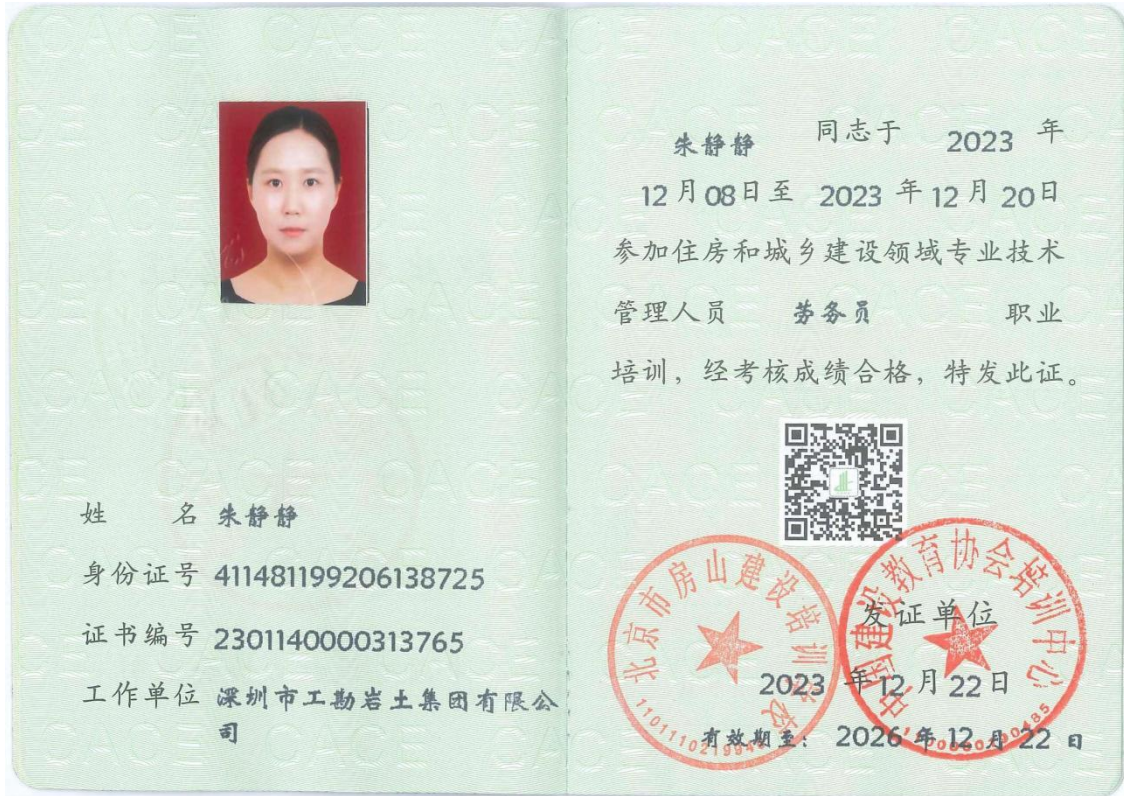 姓 名 朱静静
身份证号 411481199206138725
证书编号 2301140000313765
工作单位 深圳市工勘岩土集团有限公
司
朱静静 同志于 2023 年
12月08日至 2023 年12月20日
参加住房和城乡建设领域专业技术
管理人员 劳务员 职业
培训，经考核成绩合格，特发此证。
北京市房山建设培训学校
中国建设教育协会培训中心
发证单位
2023 年12月22日
有效期至： 2026年12月22日
CACE